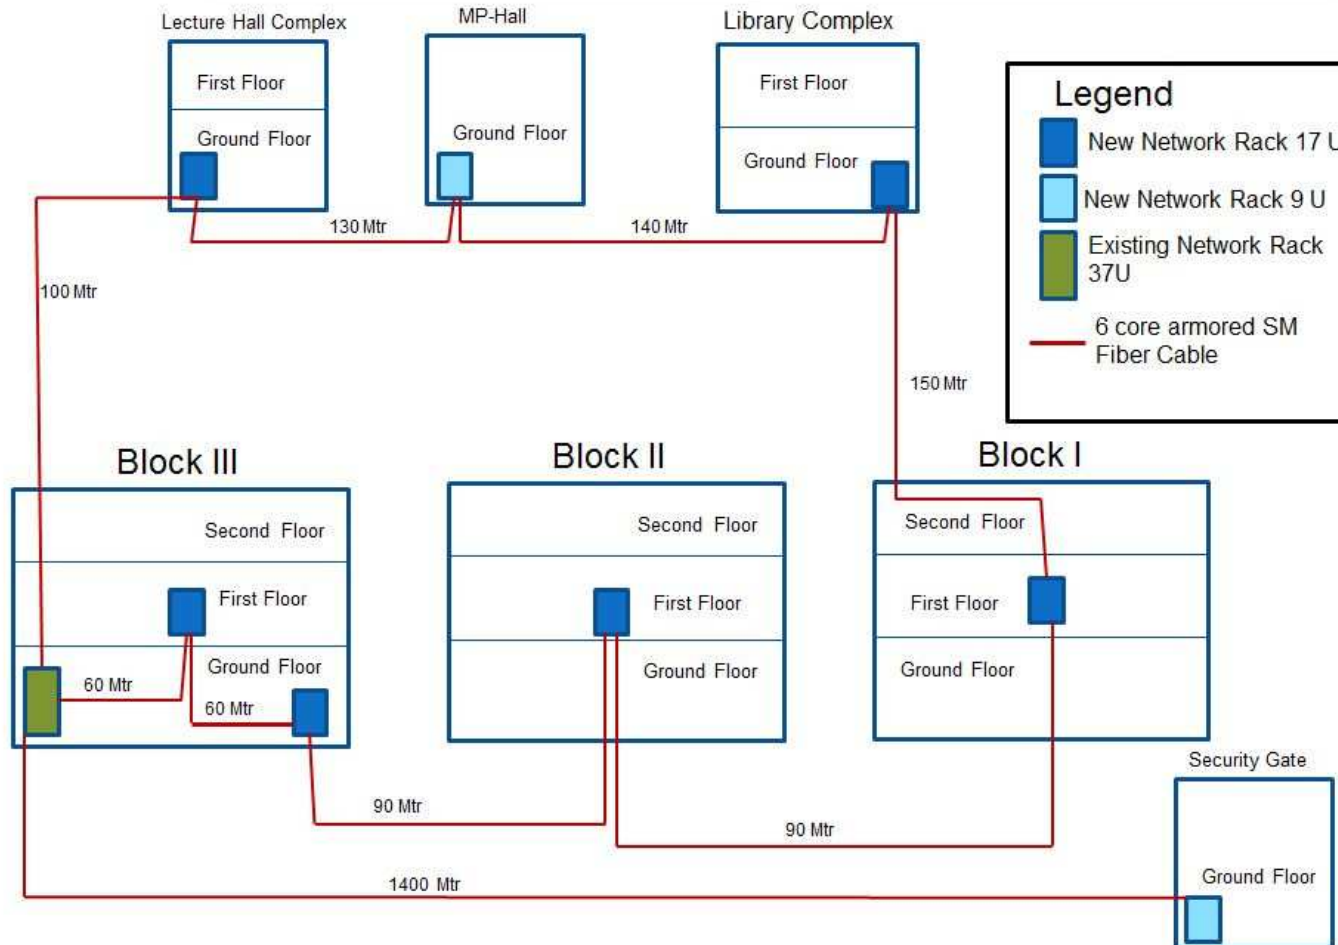 Lecture Hall Complex
First Floor
Ground Floor
MP-Hall
Ground Floor
Library Complex
First Floor
Ground Floor
Legend
New Network Rack 17 U
New Network Rack 9 U
Existing Network Rack
37U
6 core armored SM
Fiber Cable
130 Mtr
140 Mtr
100 Mtr
150 Mtr
Block III
Second Floor
First Floor
Ground Floor
60 Mtr
60 Mtr
Block II
Second Floor
First Floor
Ground Floor
Block I
Second Floor
First Floor
Ground Floor
90 Mtr
90 Mtr
1400 Mtr
Security Gate
Ground Floor